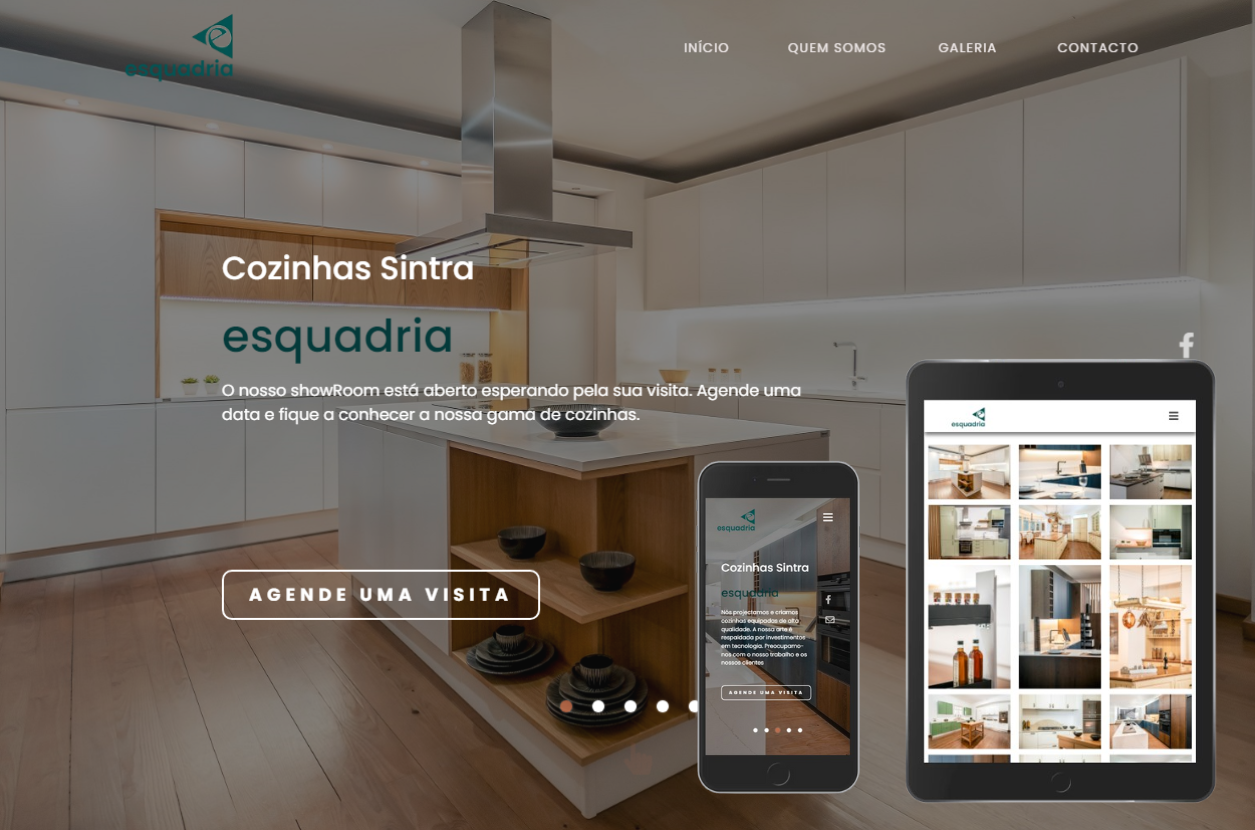 esquadria
INÍCIO QUEM SOMOS GALERIA CONTACTO
Cozinhas Sintra
esquadria
O nosso showRoom está aberto esperando pela sua visita. Agende uma
data e fique a conhecer a nossa gama de cozinhas.
AGENDE UMA VISITA
esquadria
Cozinhas Sintra
esquadria
Nós projectamos e criamos
cozinhas equipadas de alta
qualidade. A nossa arte é
respaldada por investimentos
em tecnologia. Preocupamo-
nos com o nosso trabalho e os
nossos clientes
AGENDE UMA VISITA
esquadria